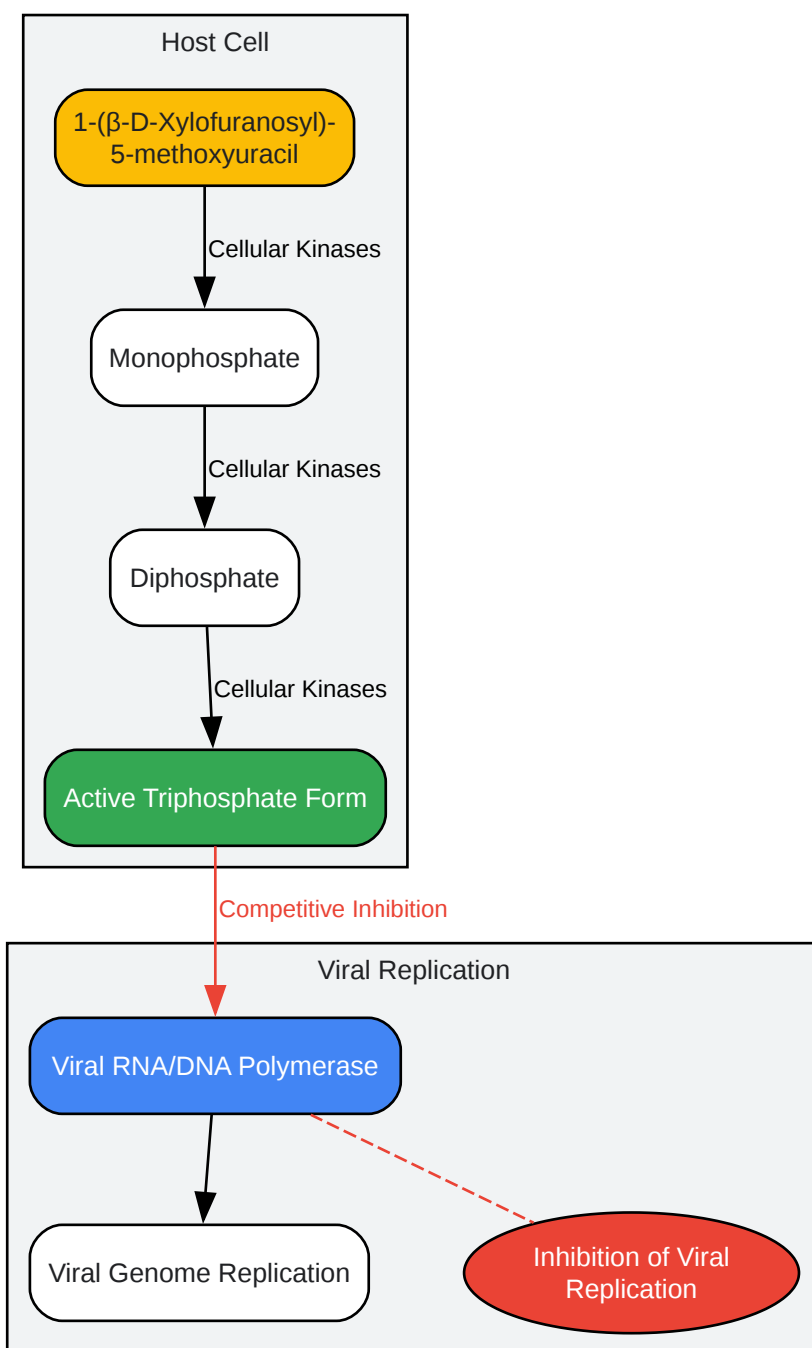 Host Cell
1-(β-D-Xylofuranosyl)-
5-methoxyuracil
Cellular Kinases
Monophosphate
Cellular Kinases
Diphosphate
Cellular Kinases
Active Triphosphate Form
Competitive Inhibition
Viral Replication
Viral RNA/DNA Polymerase
Viral Genome Replication
Inhibition of Viral
Replication